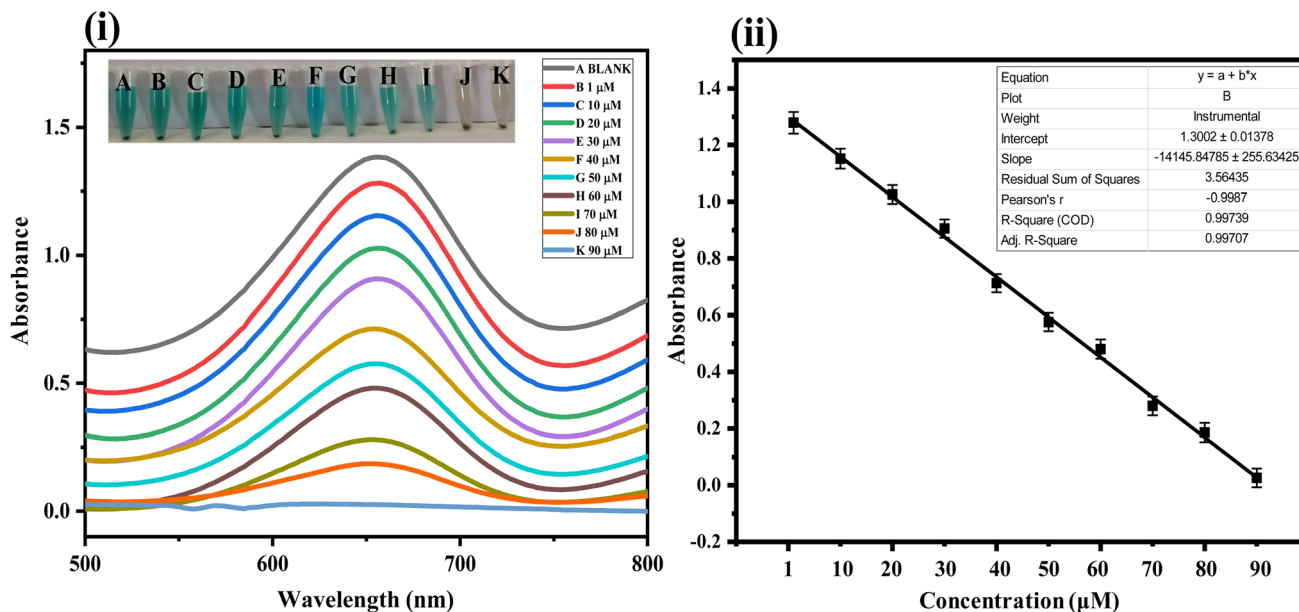 (i)
A B C D E F G H I J K
A BLANK
B 1 μM
C 10 μM
D 20 μM
E 30 μM
F 40 μM
G 50 μM
H 60 μM
I 70 μM
J 80 μM
K 90 μM
1.5
1.0
0.5
0.0
Absorbance
500 600 700 800
Wavelength (nm)
(ii)
Equation y = a + b*x
Plot B
Weight Instrumental
Intercept 1.3002 ± 0.01378
Slope -14145.84785 ± 255.63425
Residual Sum of Squares 3.56435
Pearson's r -0.9987
R-Square (COD) 0.99739
Adj. R-Square 0.99707
1.4
1.2
1.0
0.8
0.6
0.4
0.2
0.0
-0.2
Absorbance
1 10 20 30 40 50 60 70 80 90
Concentration (μM)